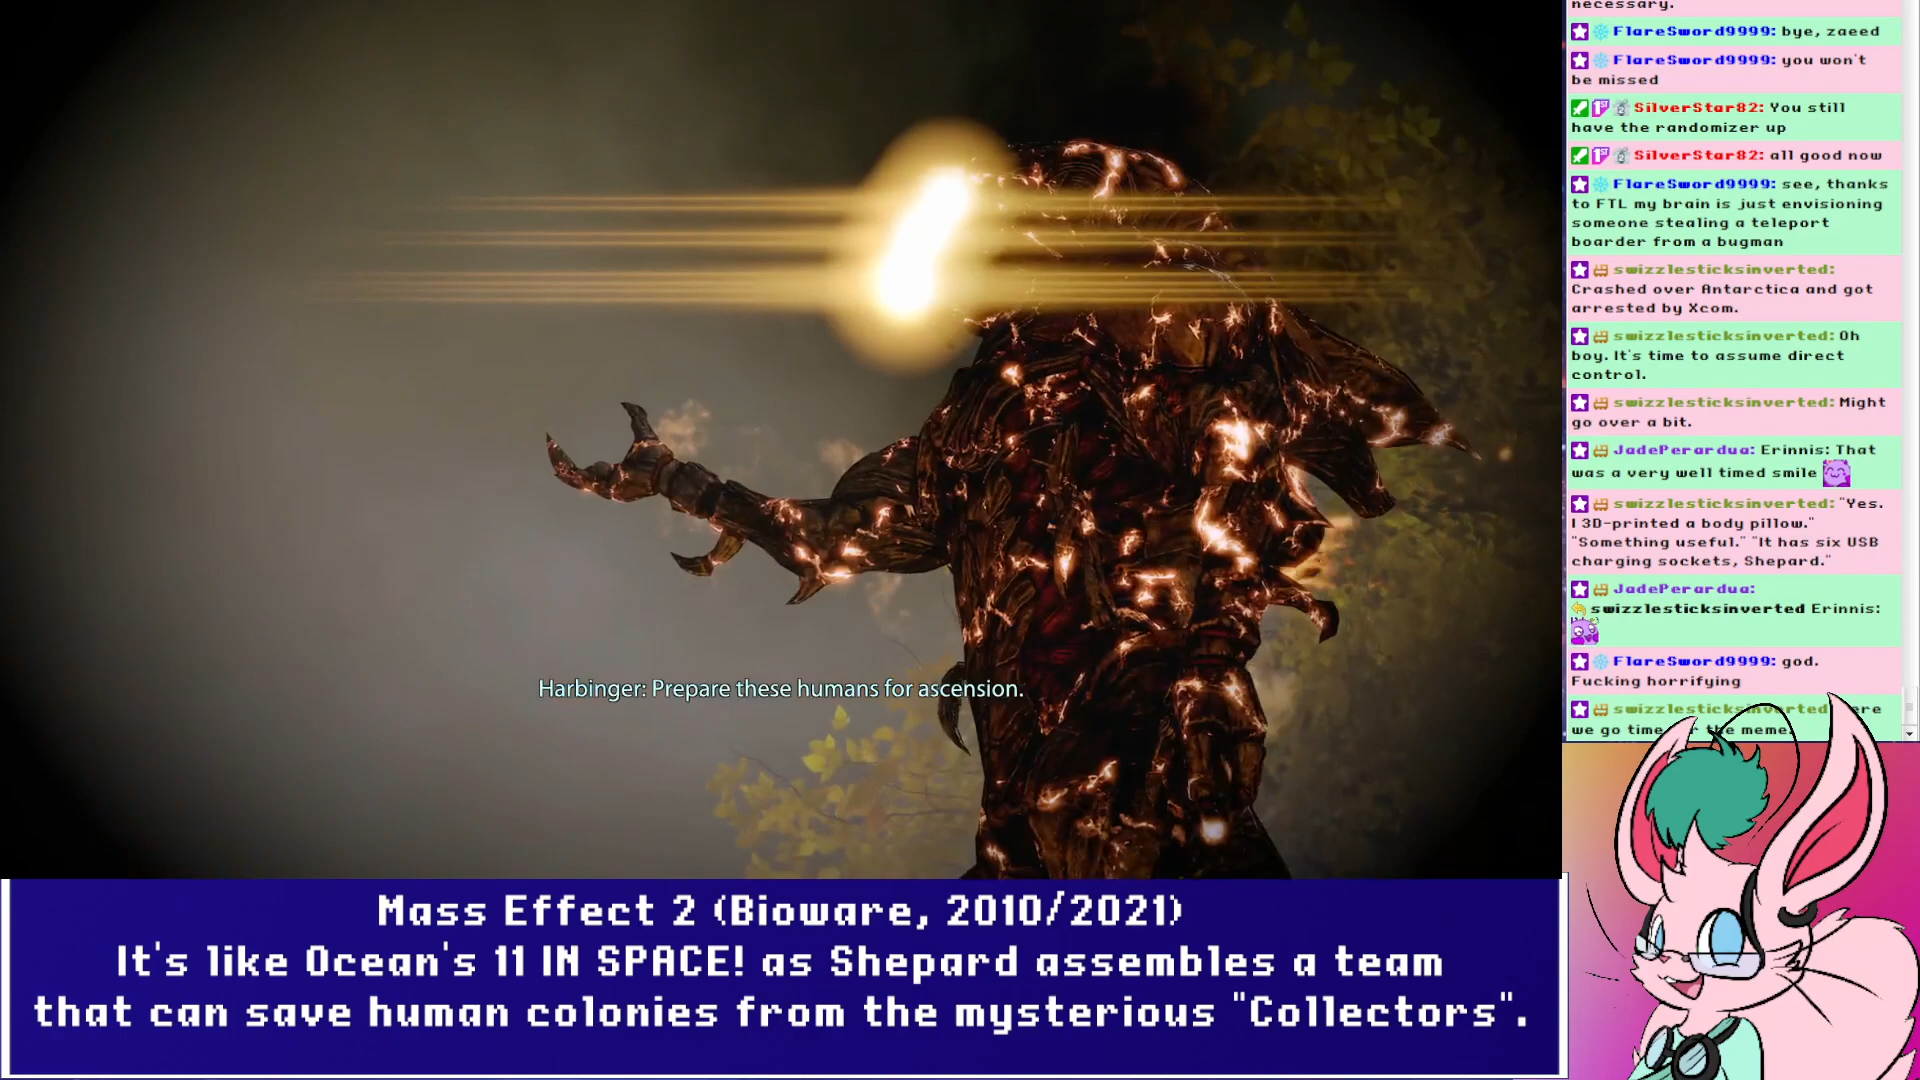 Harbinger: Prepare these humans for ascension.
Mass Effect 2 (Bioware, 2010/2021)
It's like Ocean's 11 IN SPACE! as Shepard assembles a team
that can save human colonies from the mysterious "Collectors".
necessary.
FlareSword9999: bye, zaeed
FlareSword9999: you won't
be missed
SilverStar82: You still
have the randomizer up
SilverStar82: all good now
FlareSword9999: see, thanks
to FTL my brain is just envisioning
someone stealing a teleport
boarder from a bugman
swizzlesticksinverted:
Crashed over Antarctica and got
arrested by Xcom.
swizzlesticksinverted: Oh
boy. It's time to assume direct
control.
swizzlesticksinverted: Might
go over a bit.
JadePerardua: Erinnis: That
was a very well timed smile
swizzlesticksinverted: "Yes.
I 3D-printed a body pillow."
"Something useful." "It has six USB
charging sockets, Shepard."
JadePerardua:
swizzlesticksinverted Erinnis:
FlareSword9999: god.
Fucking horrifying
swizzlesticksinverted
we go time the meme.